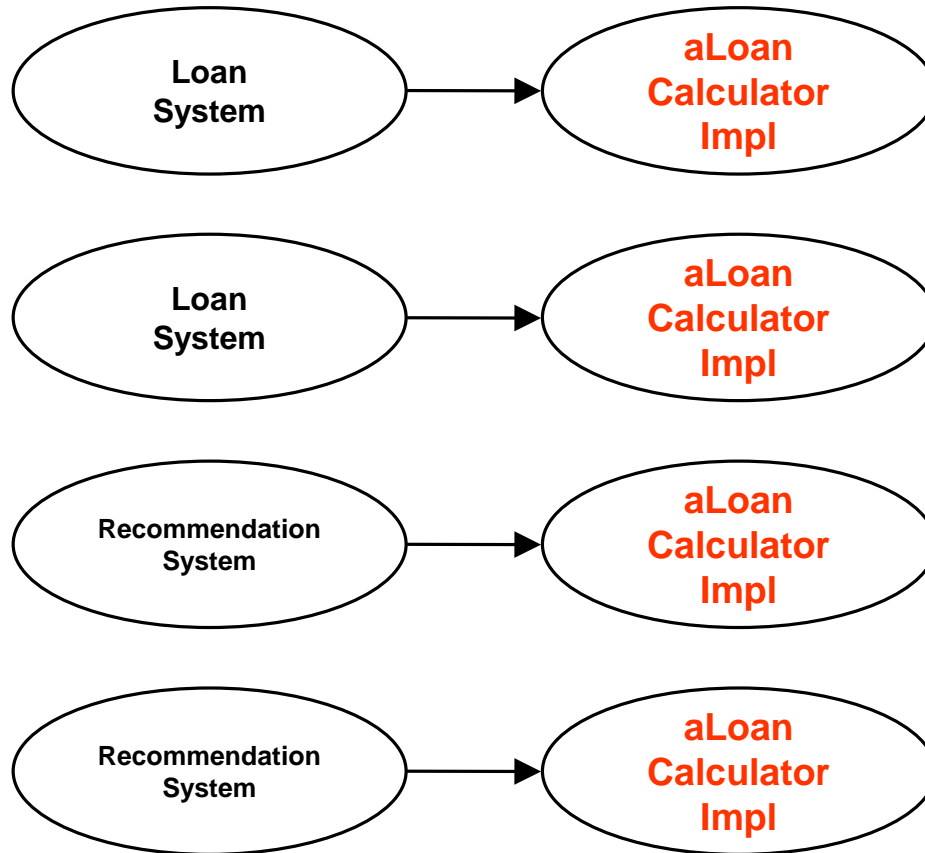 Loan
System
aLoan
Calculator
Impl
Loan
System
aLoan
Calculator
Impl
Recommendation
System
aLoan
Calculator
Impl
Recommendation
System
aLoan
Calculator
Impl